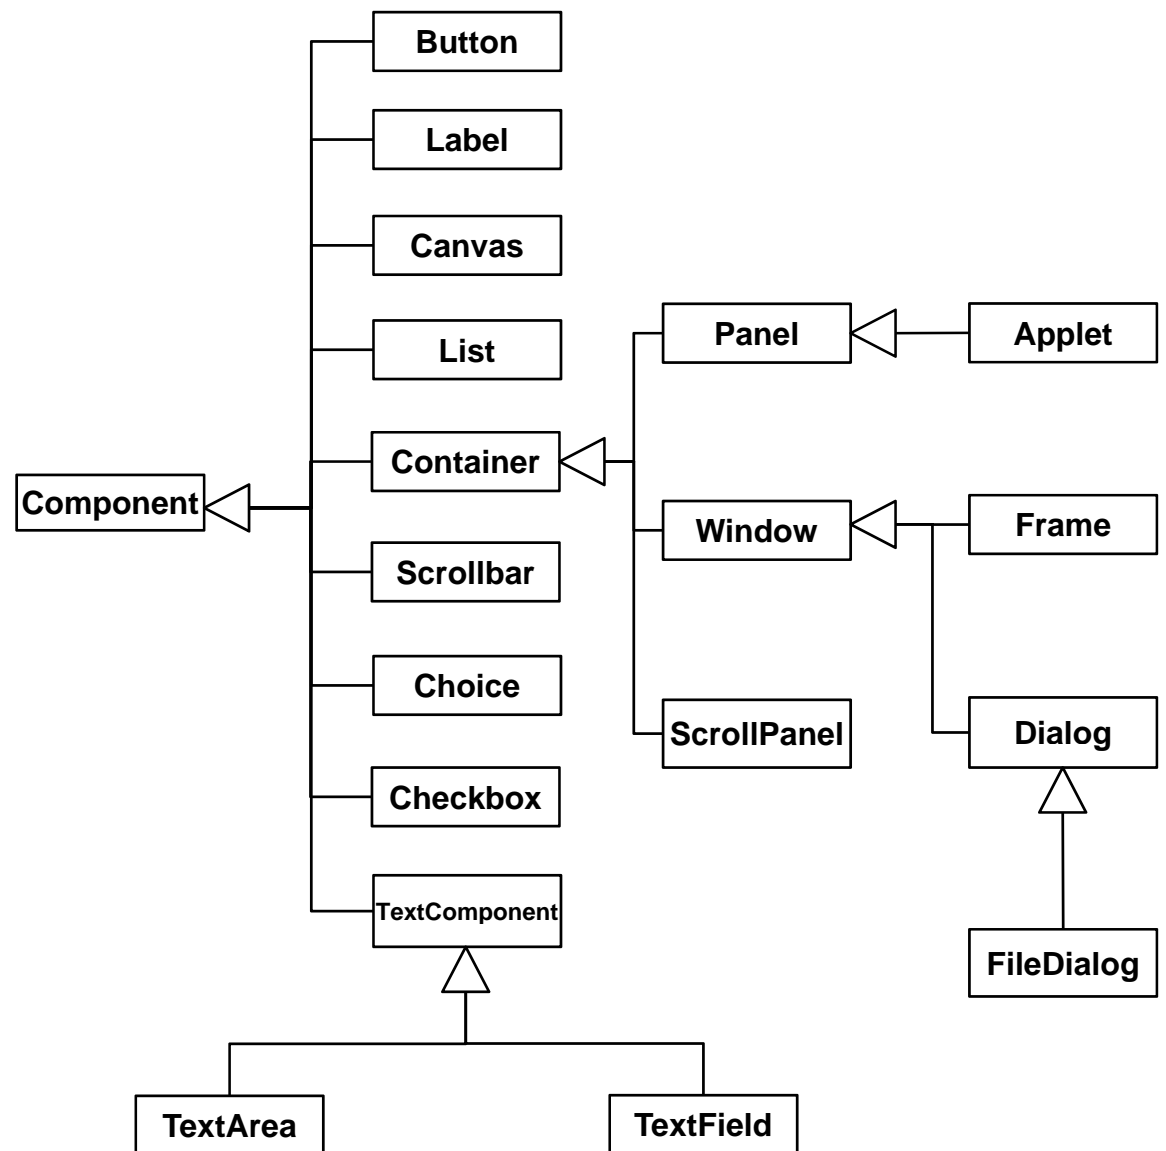 Button
Label
Canvas
List
Panel
Applet
Container
Component
Window
Frame
Scrollbar
Choice
ScrollPanel
Dialog
Checkbox
TextComponent
FileDialog
TextArea
TextField